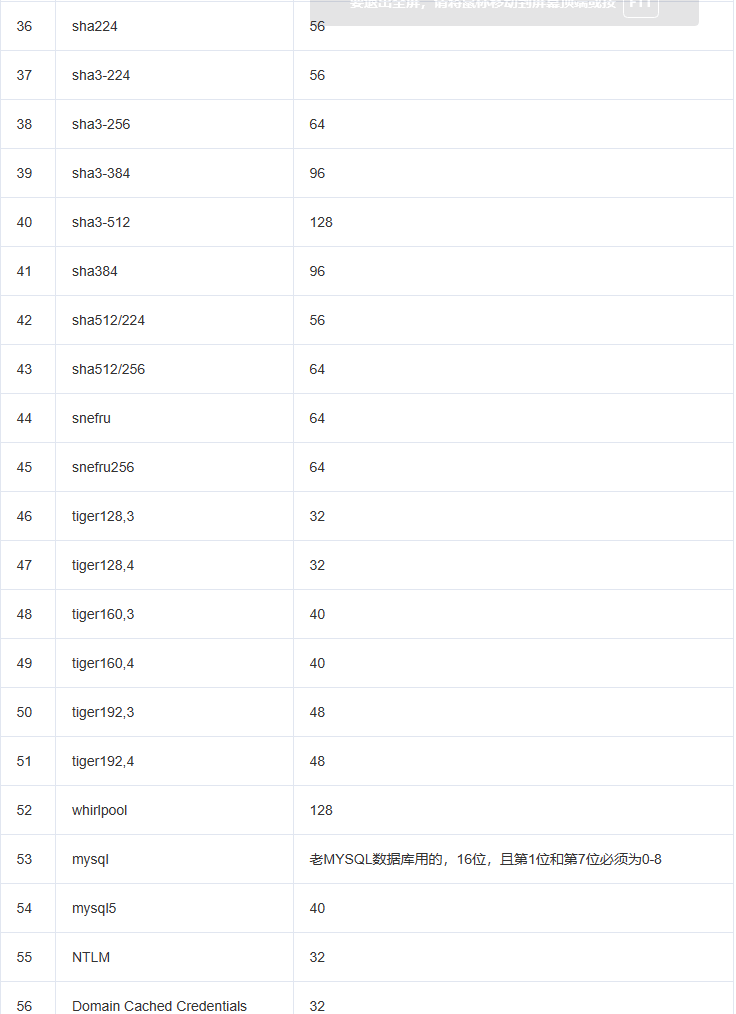 要退出全屏，请将鼠标移动到屏幕顶端或按 F11
36 sha224 56
37 sha3-224 56
38 sha3-256 64
39 sha3-384 96
40 sha3-512 128
41 sha384 96
42 sha512/224 56
43 sha512/256 64
44 snefru 64
45 snefru256 64
46 tiger128,3 32
47 tiger128,4 32
48 tiger160,3 40
49 tiger160,4 40
50 tiger192,3 48
51 tiger192,4 48
52 whirlpool 128
53 mysql 老MYSQL数据库用的，16位，且第1位和第7位必须为0-8
54 mysql5 40
55 NTLM 32
56 Domain Cached Credentials 32